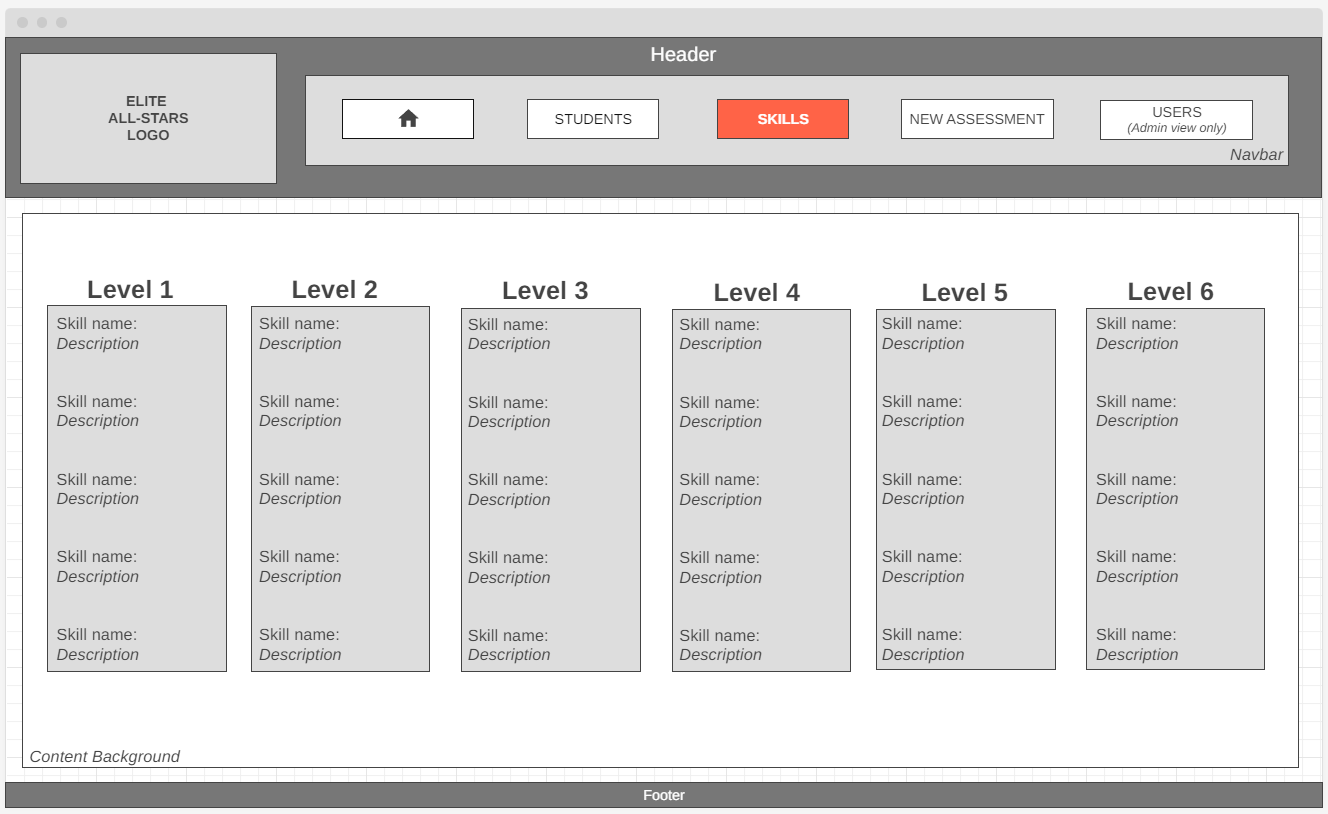 Header
ELITE
ALL-STARS
LOGO
STUDENTS
SKILLS
NEW ASSESSMENT
USERS
(Admin view only)
Navbar
Level 1
Skill name:
Description
Skill name:
Description
Skill name:
Description
Skill name:
Description
Skill name:
Description
Level 2
Skill name:
Description
Skill name:
Description
Skill name:
Description
Skill name:
Description
Skill name:
Description
Level 3
Skill name:
Description
Skill name:
Description
Skill name:
Description
Skill name:
Description
Skill name:
Description
Level 4
Skill name:
Description
Skill name:
Description
Skill name:
Description
Skill name:
Description
Skill name:
Description
Level 5
Skill name:
Description
Skill name:
Description
Skill name:
Description
Skill name:
Description
Skill name:
Description
Level 6
Skill name:
Description
Skill name:
Description
Skill name:
Description
Skill name:
Description
Skill name:
Description
Content Background
Footer